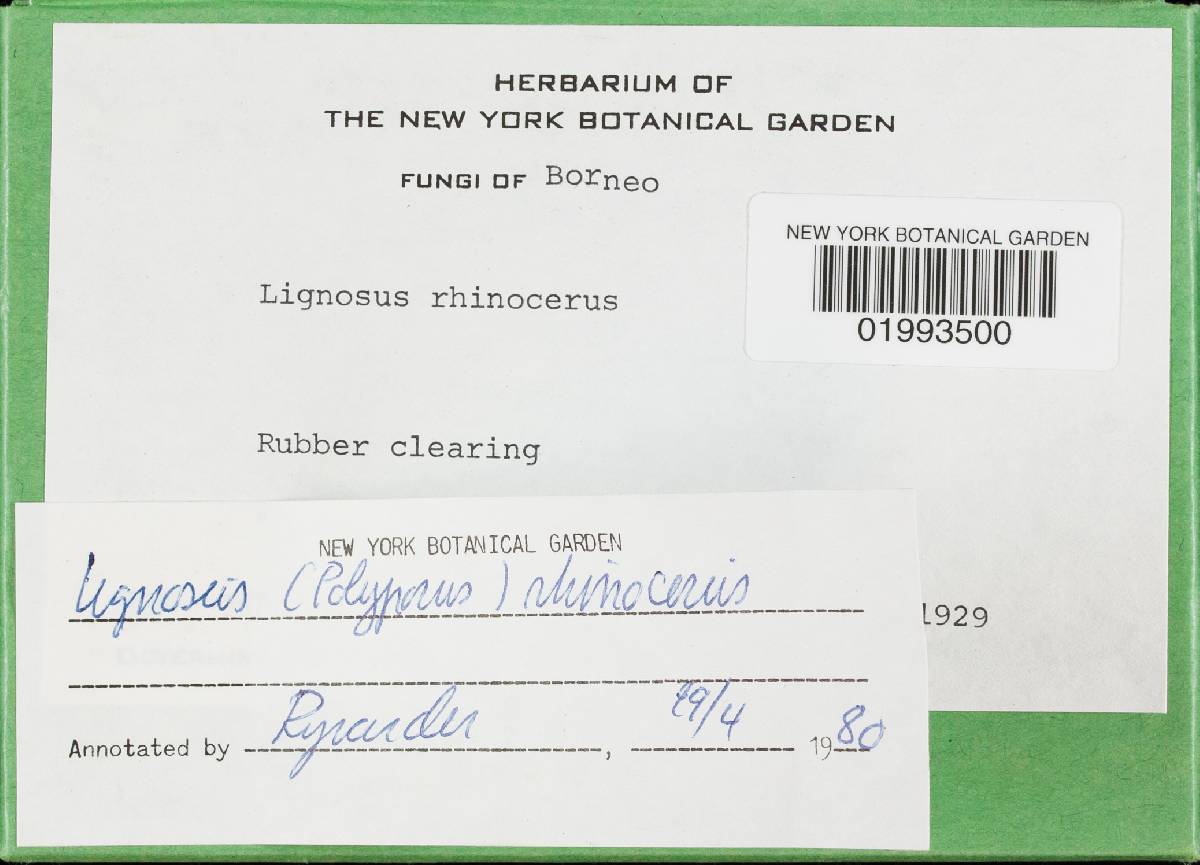 HERBARIUM OF
THE NEW YORK BOTANICAL GARDEN
FUNGI OF Borneo
NEW YORK BOTANICAL GARDEN
01993500
Lignosus rhinocerus
Rubber clearing
1929
NEW YORK BOTANICAL GARDEN
Lignosus (Polyporus) rhinocerus
Annotated by Ryvarden, 29/4 1980